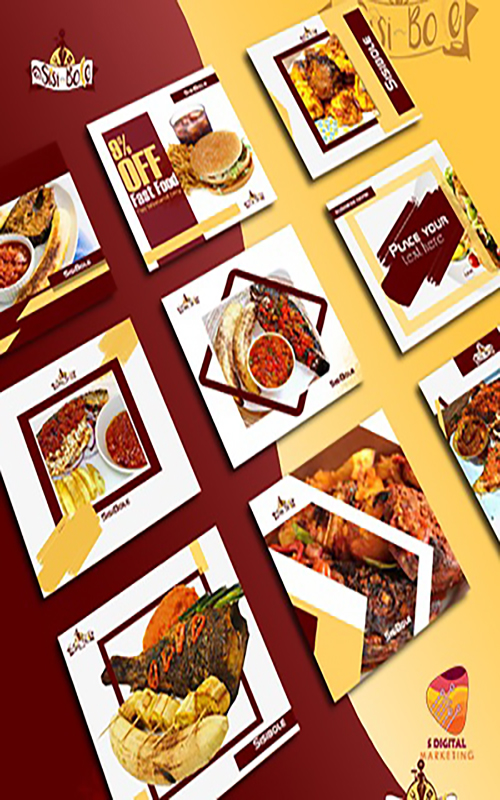 Sisi-Bole
Sisi-Bole
SISIBOLE
8%
OFF
Fast Food
SISIBOLE
PLACE YOUR
text here
SISIBOLE
SISIBOLE
SISIBOLE
SISIBOLE
SISIBOLE
S DIGITAL
MARKETING